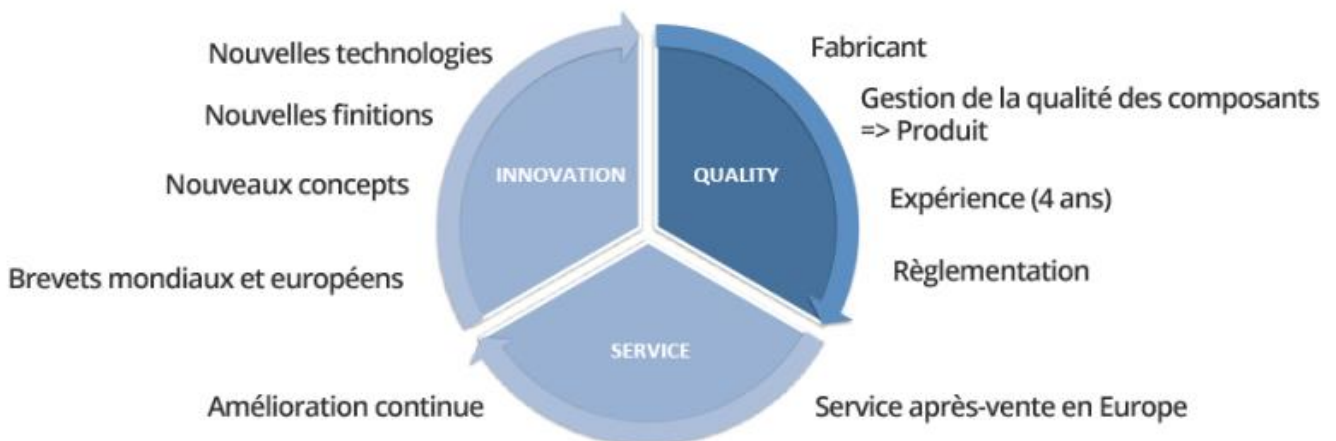 Nouvelles technologies
Nouvelles finitions
Nouveaux concepts
Brevets mondiaux et européens
INNOVATION
QUALITY
Fabricant
Gestion de la qualité des composants
=> Produit
Expérience (4 ans)
Règlementation
SERVICE
Amélioration continue
Service après-vente en Europe